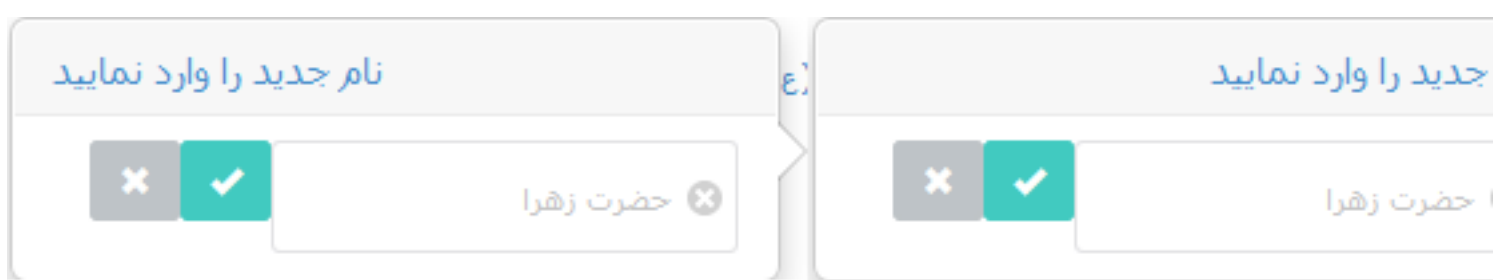 نام جدید را وارد نمایید
حضرت زهرا
(ع
جدید را وارد نمایید
حضرت زهرا